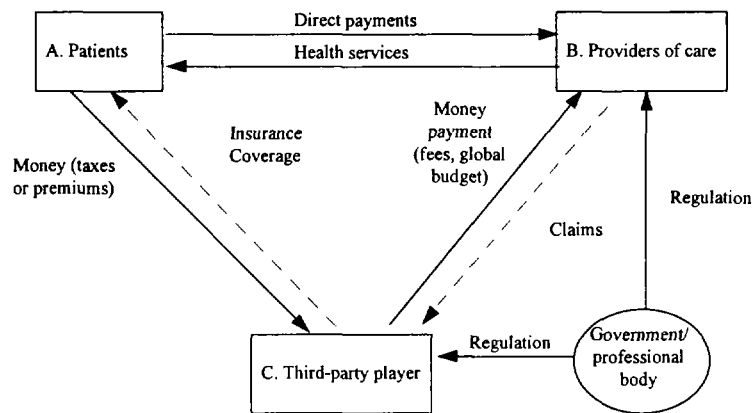 Direct payments
A. Patients
Health services
B. Providers of care
Money (taxes
or premiums)
Insurance
Coverage
Money
payment
(fees, global
budget)
Claims
Regulation
C. Third-party player
Regulation
Government/
professional
body